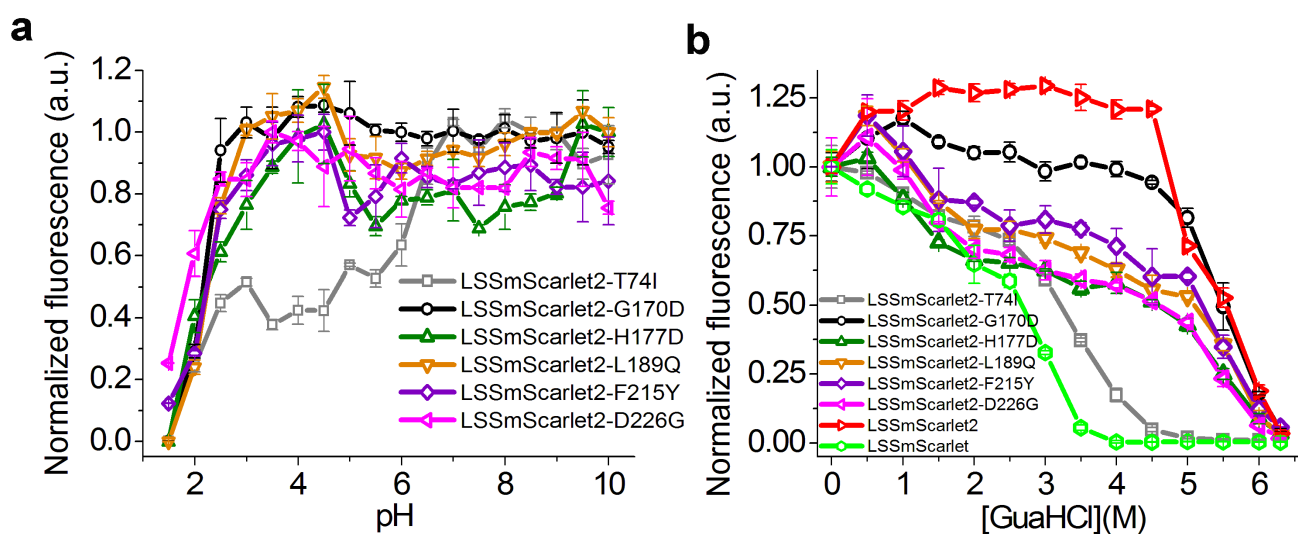 a
Normalized fluorescence (a.u.)
1.2
1.0
0.8
0.6
0.4
0.2
0.0
2
4
6
8
10
pH
LSSmScarlet2-T74I
LSSmScarlet2-G170D
LSSmScarlet2-H177D
LSSmScarlet2-L189Q
LSSmScarlet2-F215Y
LSSmScarlet2-D226G
b
Normalized fluorescence (a.u.)
1.25
1.00
0.75
0.50
0.25
0.00
0
1
2
3
4
5
6
[GuaHCl](M)
LSSmScarlet2-T74I
LSSmScarlet2-G170D
LSSmScarlet2-H177D
LSSmScarlet2-L189Q
LSSmScarlet2-F215Y
LSSmScarlet2-D226G
LSSmScarlet2
LSSmScarlet